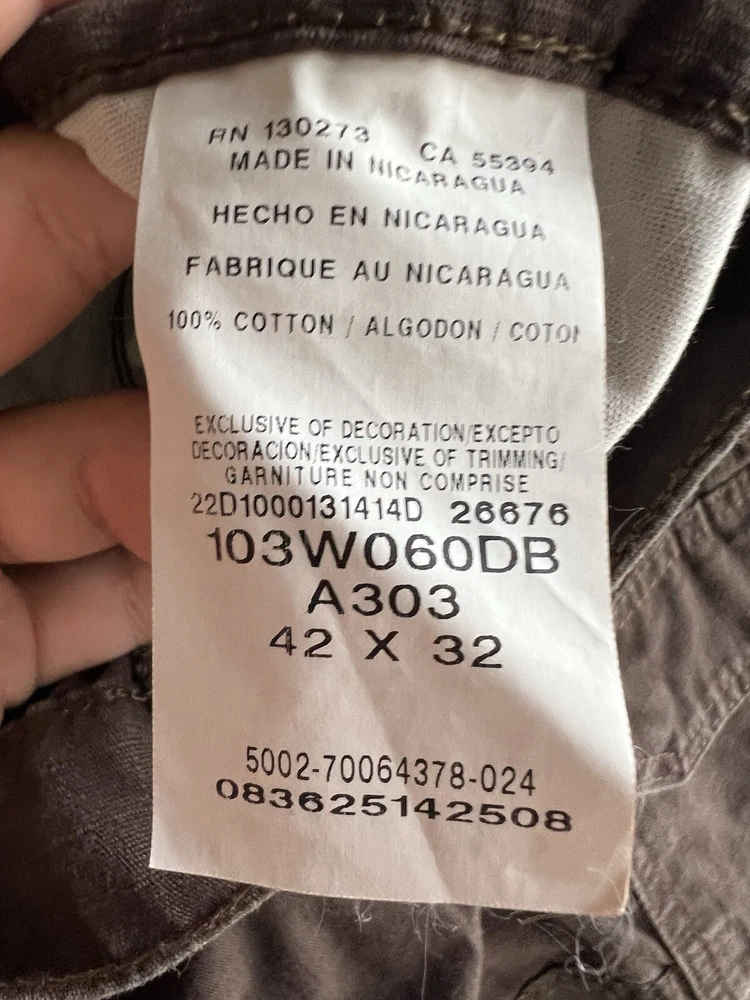 RN 130273 CA 55394
MADE IN NICARAGUA
HECHO EN NICARAGUA
FABRIQUE AU NICARAGUA
100% COTTON / ALGODON / COTON
EXCLUSIVE OF DECORATION/EXCEPTO
DECORACION/EXCLUSIVE OF TRIMMING/
GARNITURE NON COMPRISE
22D1000131414D 26676
103W060DB
A303
42 X 32
5002-70064378-024
083625142508